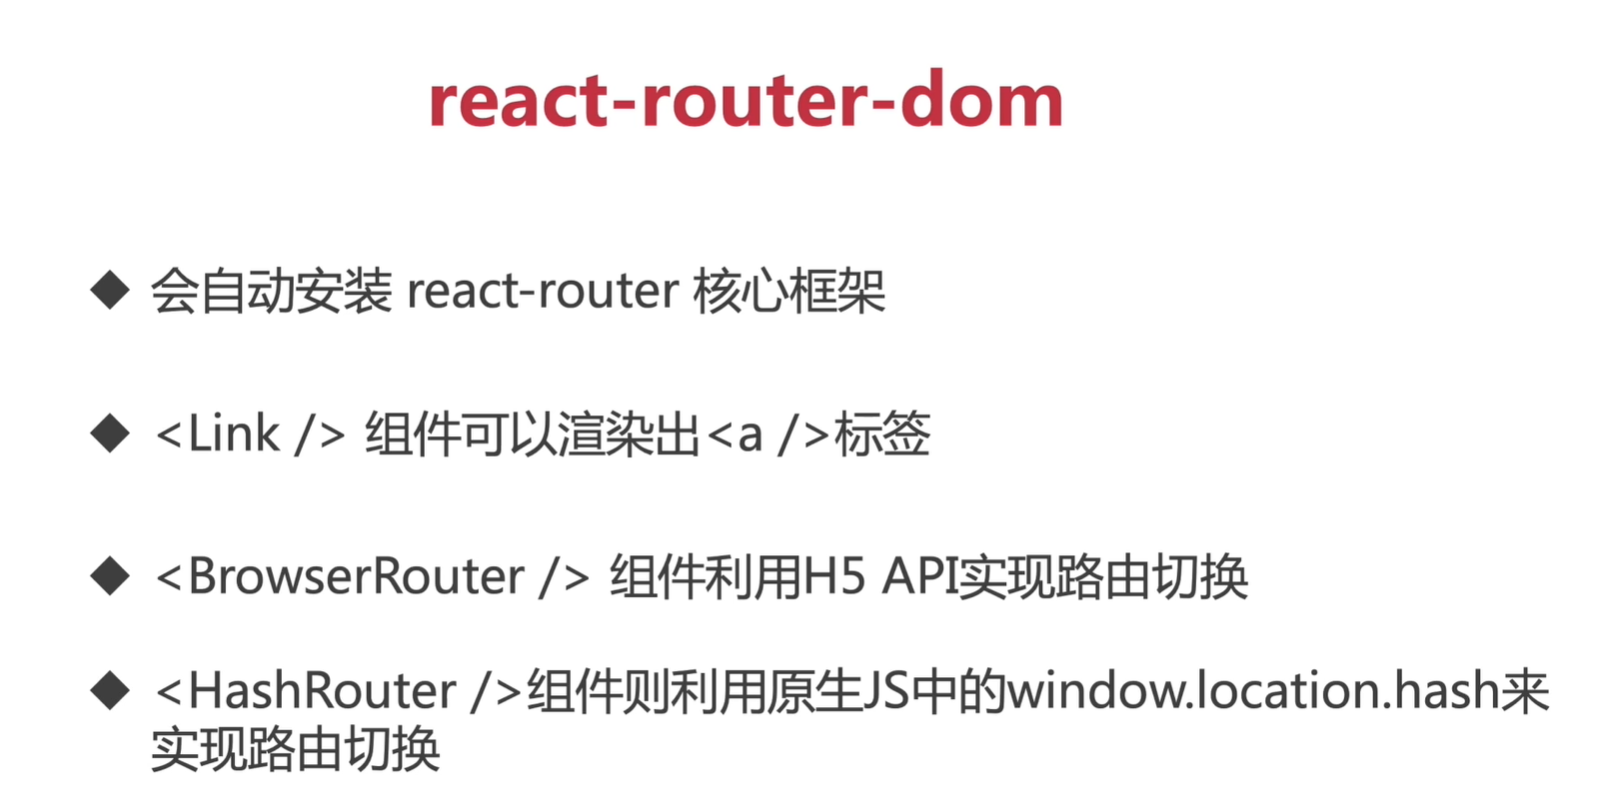 react-router-dom
◆ 会自动安装 react-router 核心框架
◆ <Link /> 组件可以渲染出<a />标签
◆ <BrowserRouter /> 组件利用H5 API实现路由切换
◆ <HashRouter />组件则利用原生JS中的window.location.hash来
实现路由切换